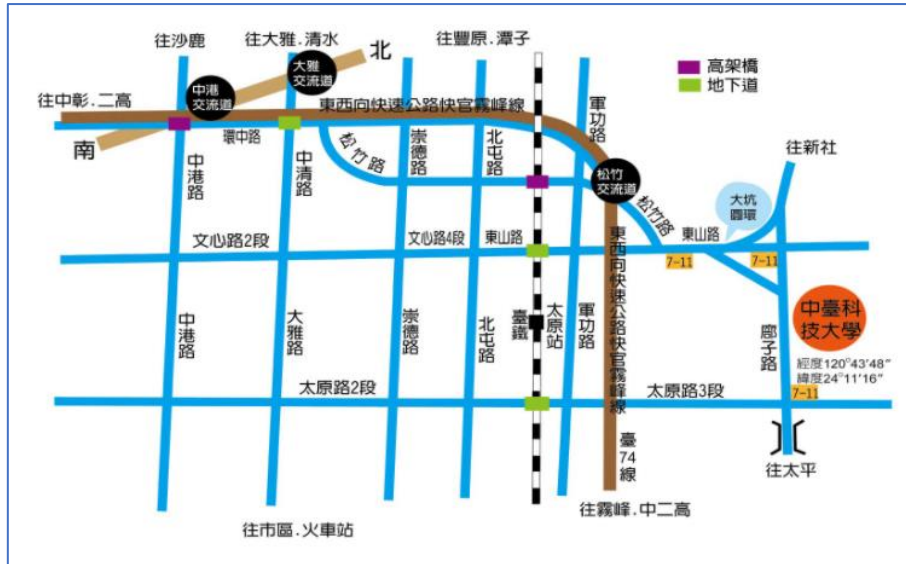 往沙鹿
往大雅.清水
北
往豐原.潭子
高架橋
地下道
大雅
交流道
中港
交流道
往中彰.二高
東西向快速公路快官霧峰線
軍功路
南
環中路
松竹路
崇德路
北屯路
往新社
中港路
中清路
松竹
交流道
松竹路
大坑
圓環
文心路2段
文心路4段
東山路
東山路
7-11
7-11
東西向快速公路快官霧峰線
中港路
大雅路
崇德路
北屯路
臺鐵
太原站
軍功路
廍子路
中臺科
技大學
經度120°43'48"
緯度24°11'16"
7-11
太原路2段
太原路3段
臺74線
往太平
往霧峰.中二高
往市區.火車站